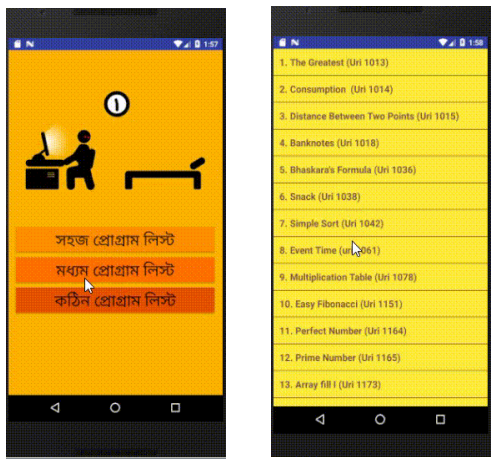 1:57
১
সহজ প্রোগ্রাম লিস্ট
মধ্যম প্রোগ্রাম লিস্ট
কঠিন প্রোগ্রাম লিস্ট
1:58
1. The Greatest (Uri 1013)
2. Consumption (Uri 1014)
3. Distance Between Two Points (Uri 1015)
4. Banknotes (Uri 1018)
5. Bhaskara's Formula (Uri 1036)
6. Snack (Uri 1038)
7. Simple Sort (Uri 1042)
8. Event Time (uri 1061)
9. Multiplication Table (Uri 1078)
10. Easy Fibonacci (Uri 1151)
11. Perfect Number (Uri 1164)
12. Prime Number (Uri 1165)
13. Array fill I (Uri 1173)